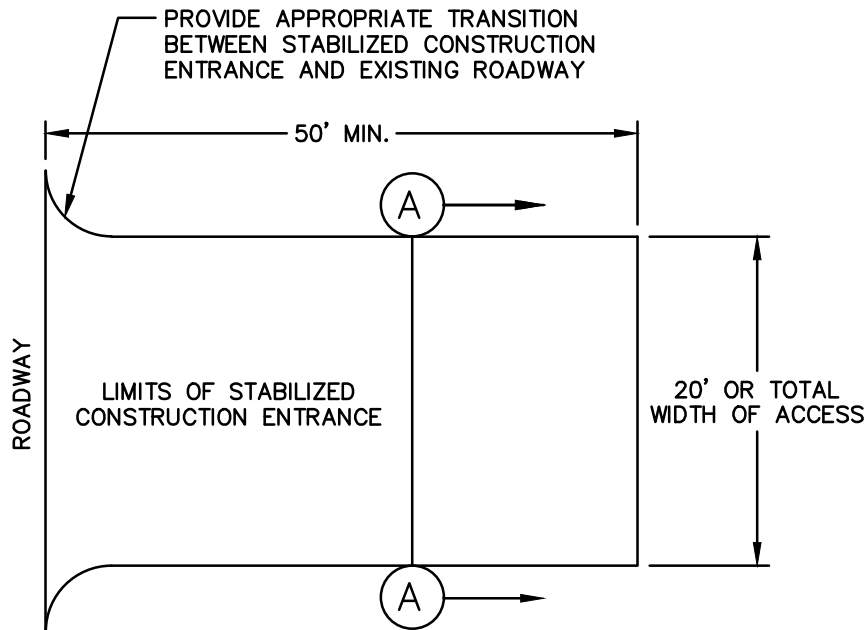 PROVIDE APPROPRIATE TRANSITION
BETWEEN STABILIZED CONSTRUCTION
ENTRANCE AND EXISTING ROADWAY
50' MIN.
A
ROADWAY
LIMITS OF STABILIZED
CONSTRUCTION ENTRANCE
20' OR TOTAL
WIDTH OF ACCESS
A